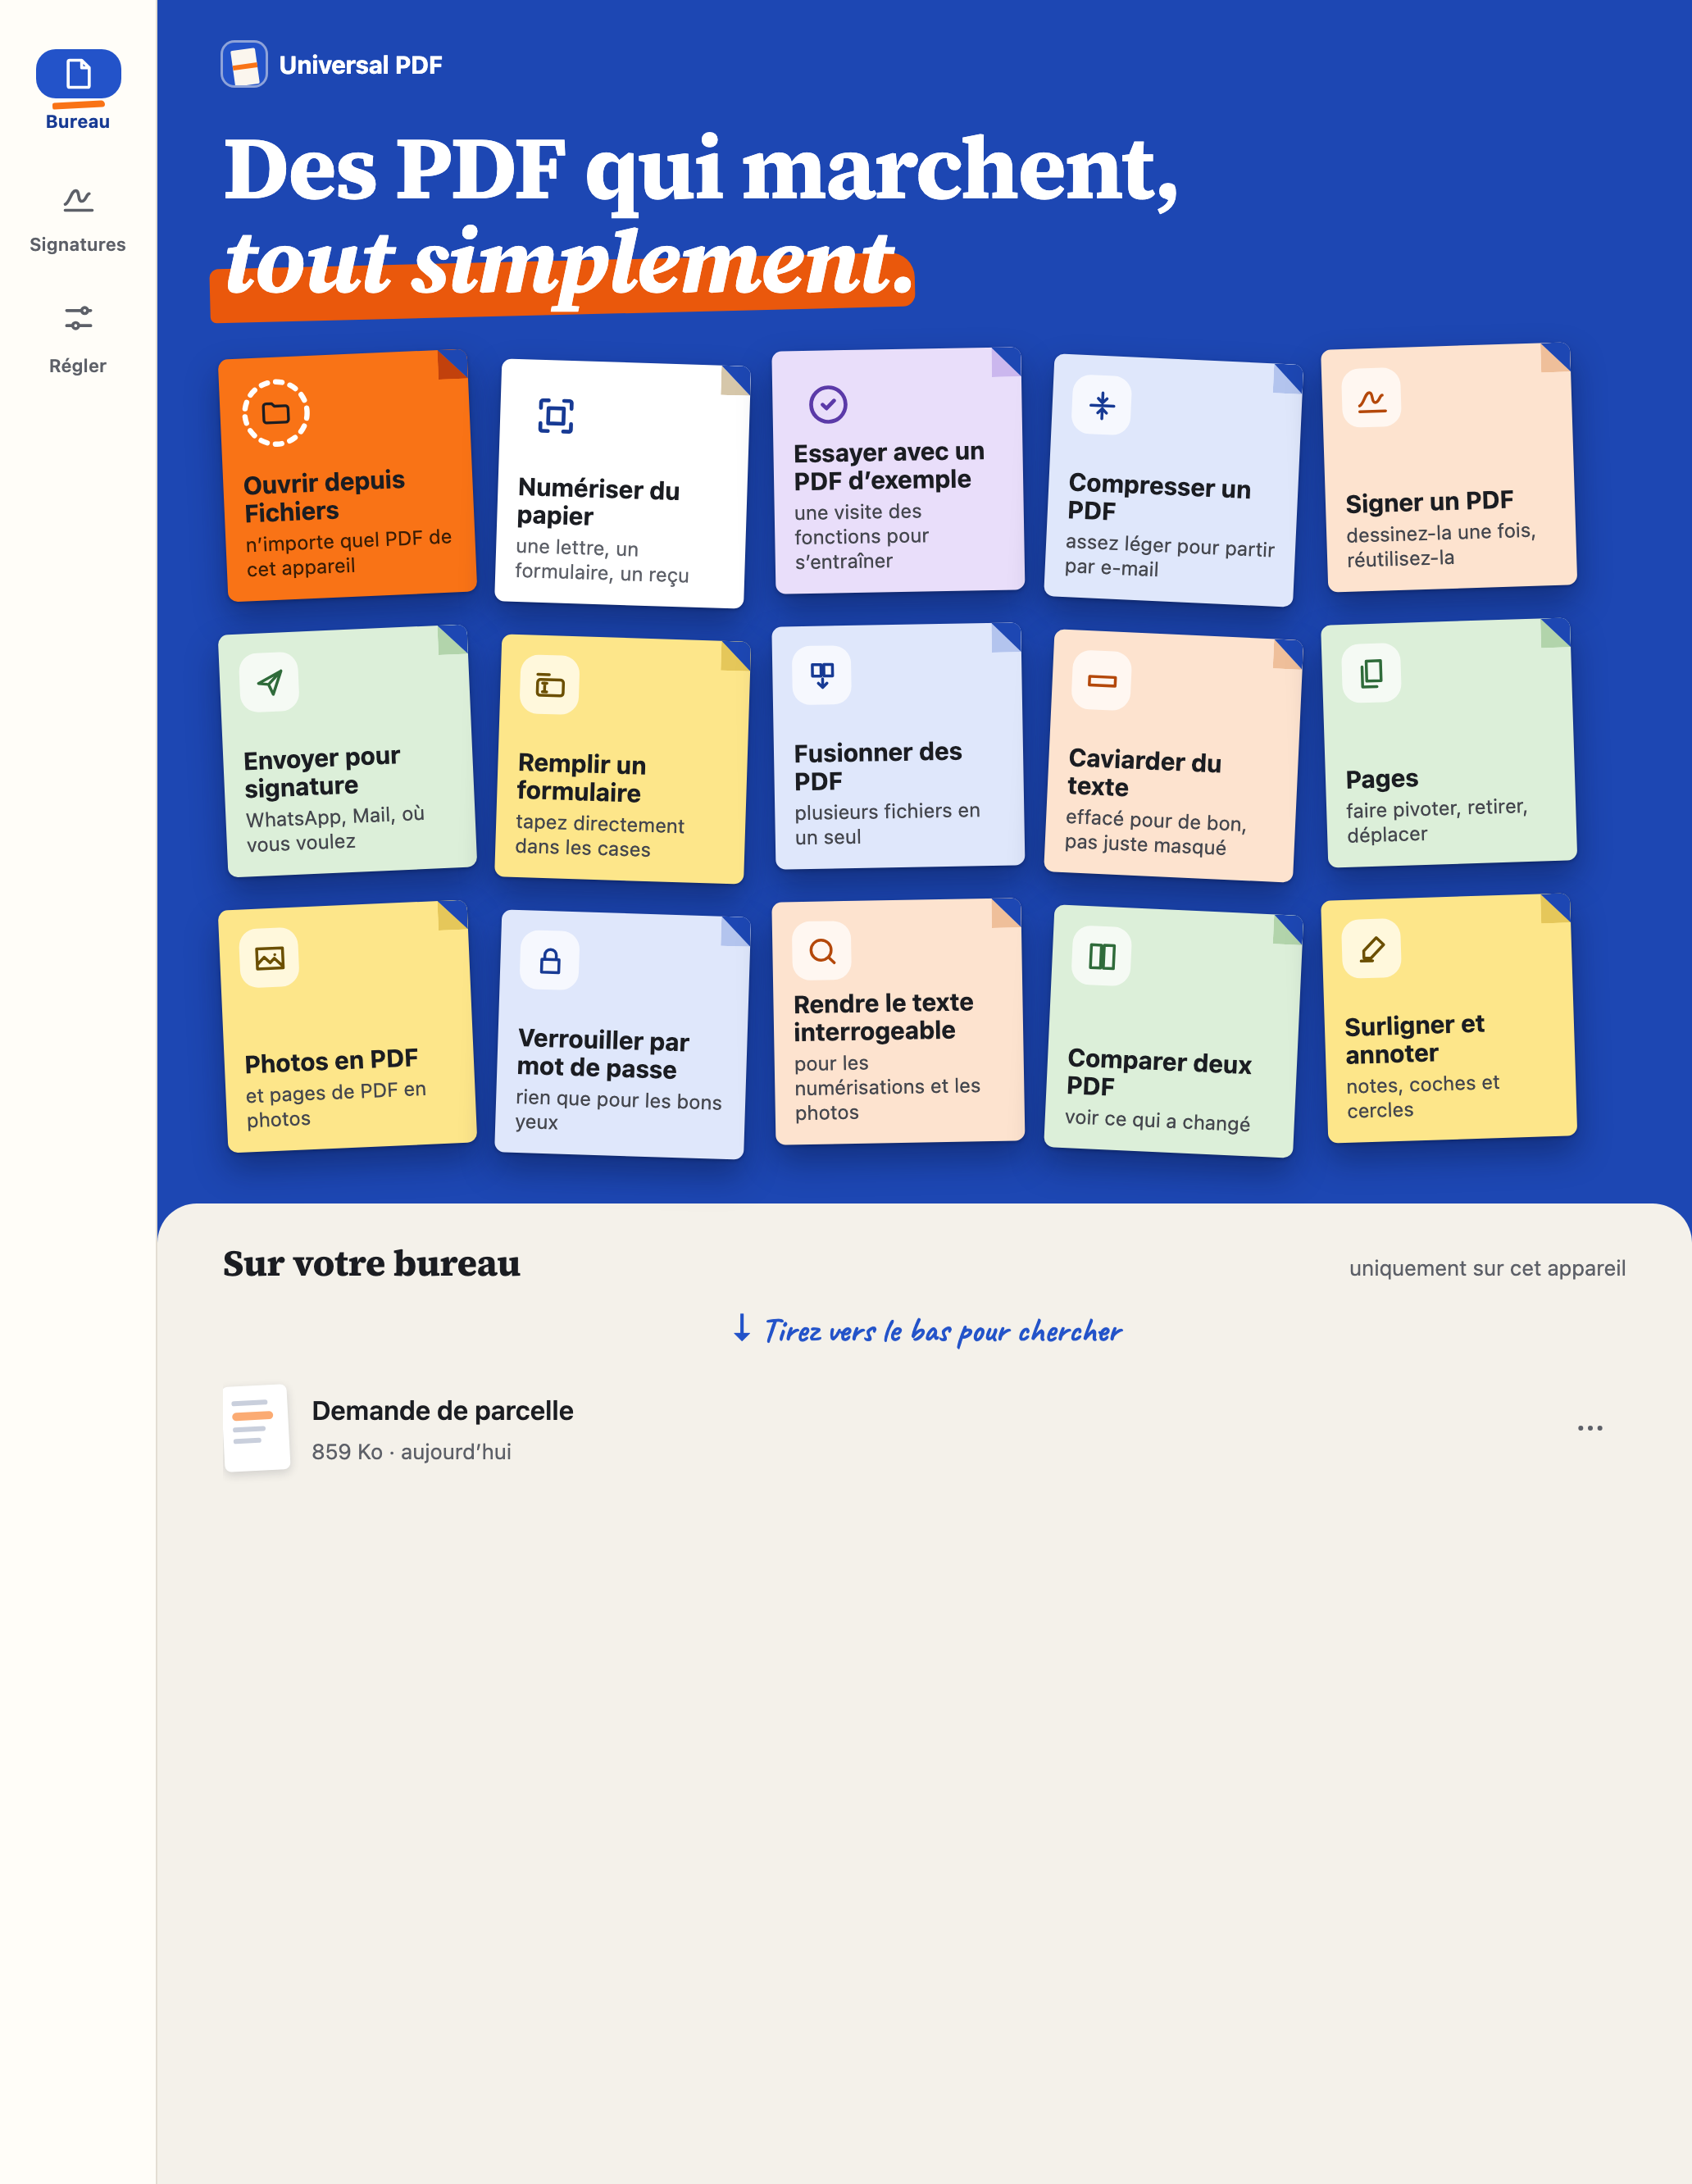 Universal PDF
Bureau
Signatures
Régler
Des PDF qui marchent,
tout simplement.
Ouvrir depuis
Fichiers
n’importe quel PDF de
cet appareil
Numériser du
papier
une lettre, un
formulaire, un reçu
Essayer avec un
PDF d’exemple
une visite des
fonctions pour
s’entraîner
Compresser un
PDF
assez léger pour partir
par e-mail
Signer un PDF
dessinez-la une fois,
réutilisez-la
Envoyer pour
signature
WhatsApp, Mail, où
vous voulez
Remplir un
formulaire
tapez directement
dans les cases
Fusionner des
PDF
plusieurs fichiers en
un seul
Caviarder du
texte
effacé pour de bon,
pas juste masqué
Pages
faire pivoter, retirer,
déplacer
Photos en PDF
et pages de PDF en
photos
Verrouiller par
mot de passe
rien que pour les bons
yeux
Rendre le texte
interrogeable
pour les
numérisations et les
photos
Comparer deux
PDF
voir ce qui a changé
Surligner et
annoter
notes, coches et
cercles
Sur votre bureau
uniquement sur cet appareil
↓ Tirez vers le bas pour chercher
Demande de parcelle
859 Ko · aujourd’hui